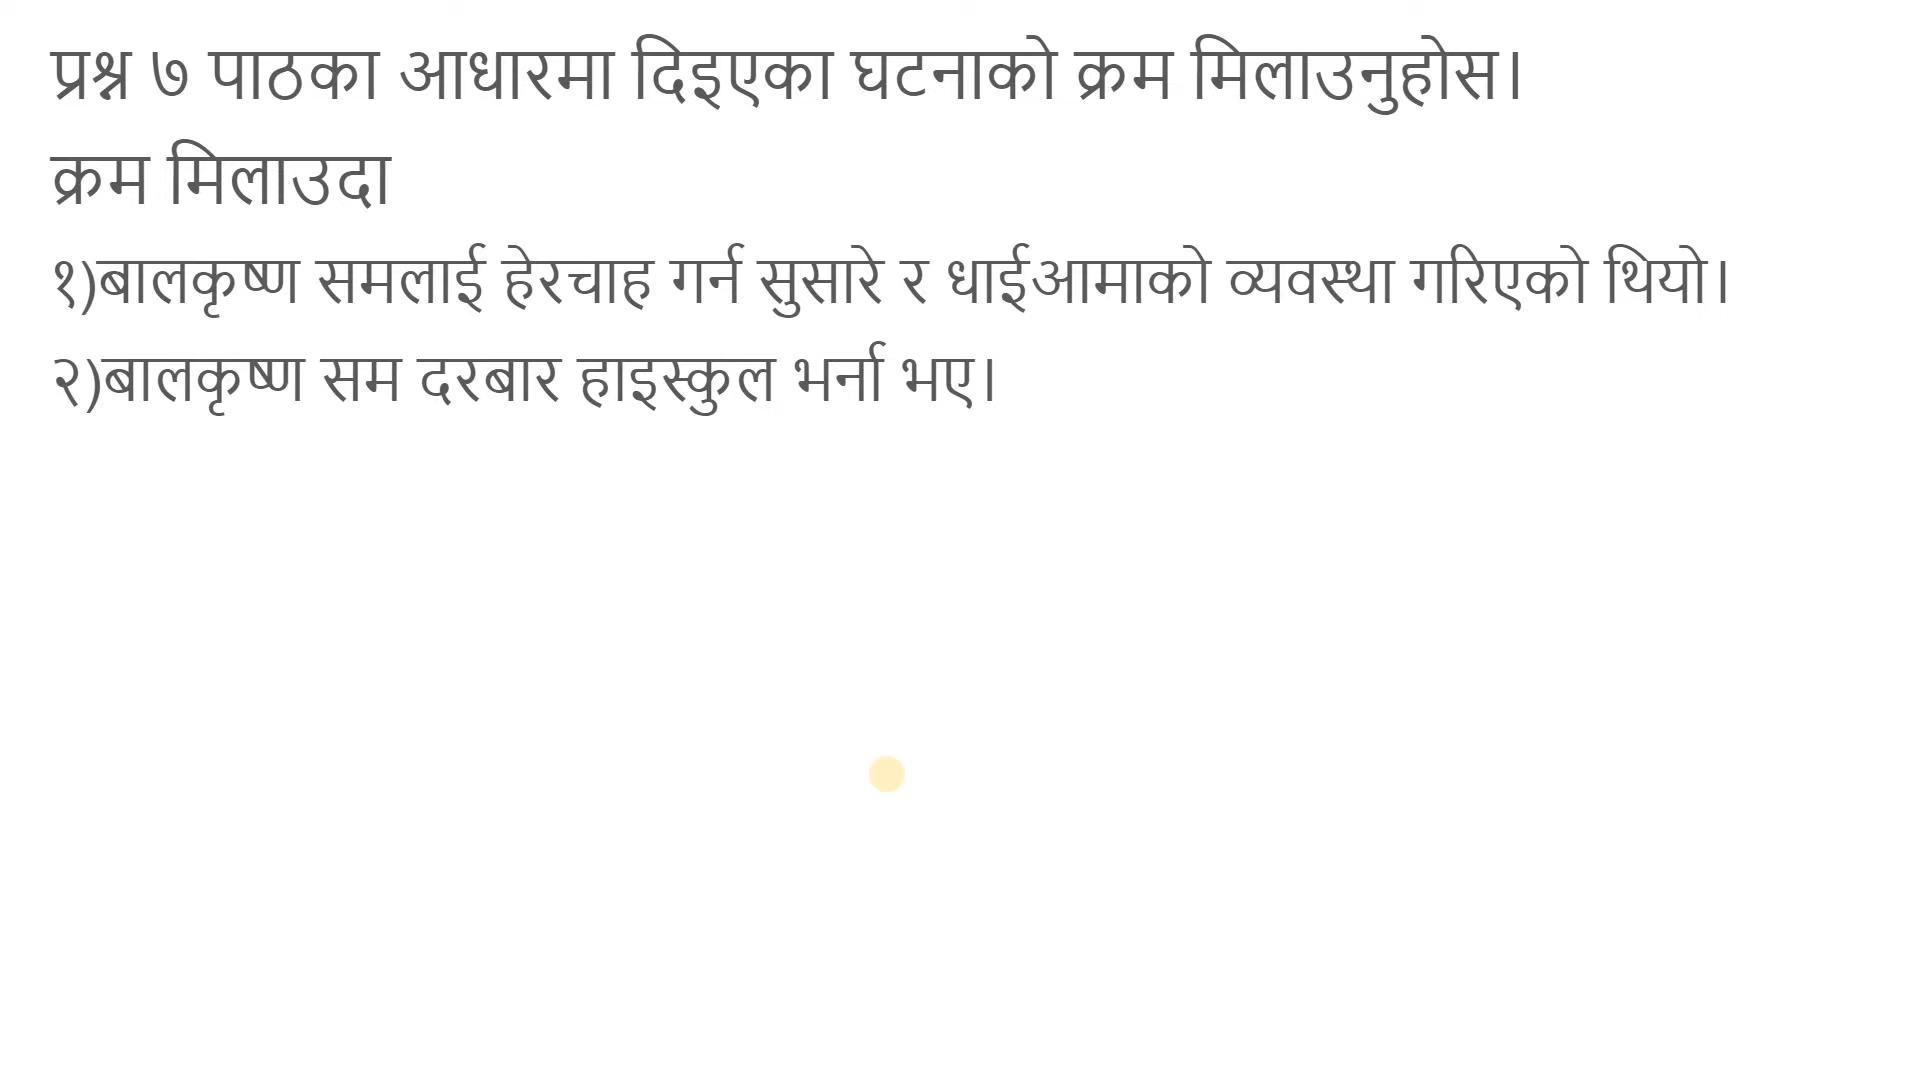 प्रश्न ७ पाठका आधारमा दिइएका घटनाको क्रम मिलाउनुहोस।
क्रम मिलाउदा
१)बालकृष्ण समलाई हेरचाह गर्न सुसारे र धाईआमाको व्यवस्था गरिएको थियो।
२)बालकृष्ण सम दरबार हाइस्कुल भर्ना भए।